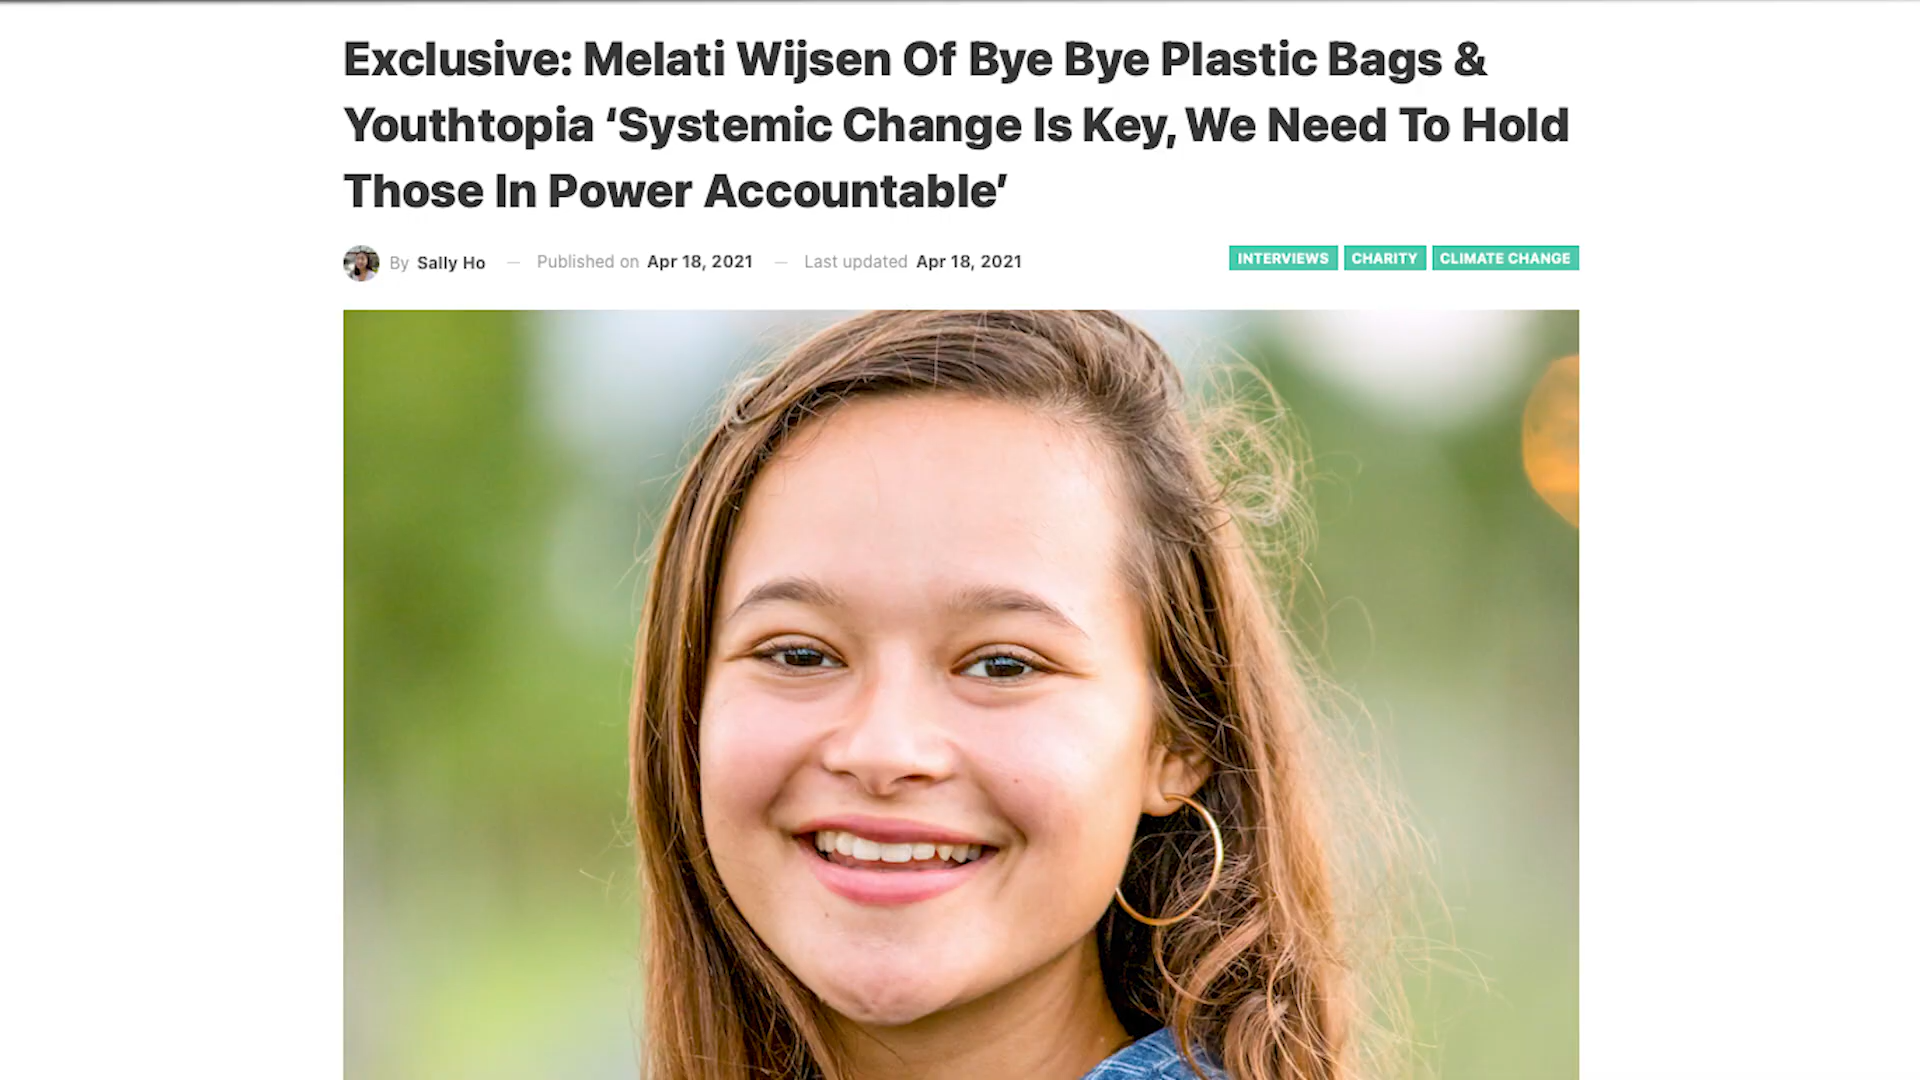 Exclusive: Melati Wijsen Of Bye Bye Plastic Bags &
Youthtopia ‘Systemic Change Is Key, We Need To Hold
Those In Power Accountable’
By Sally Ho — Published on Apr 18, 2021 — Last updated Apr 18, 2021
INTERVIEWS CHARITY CLIMATE CHANGE